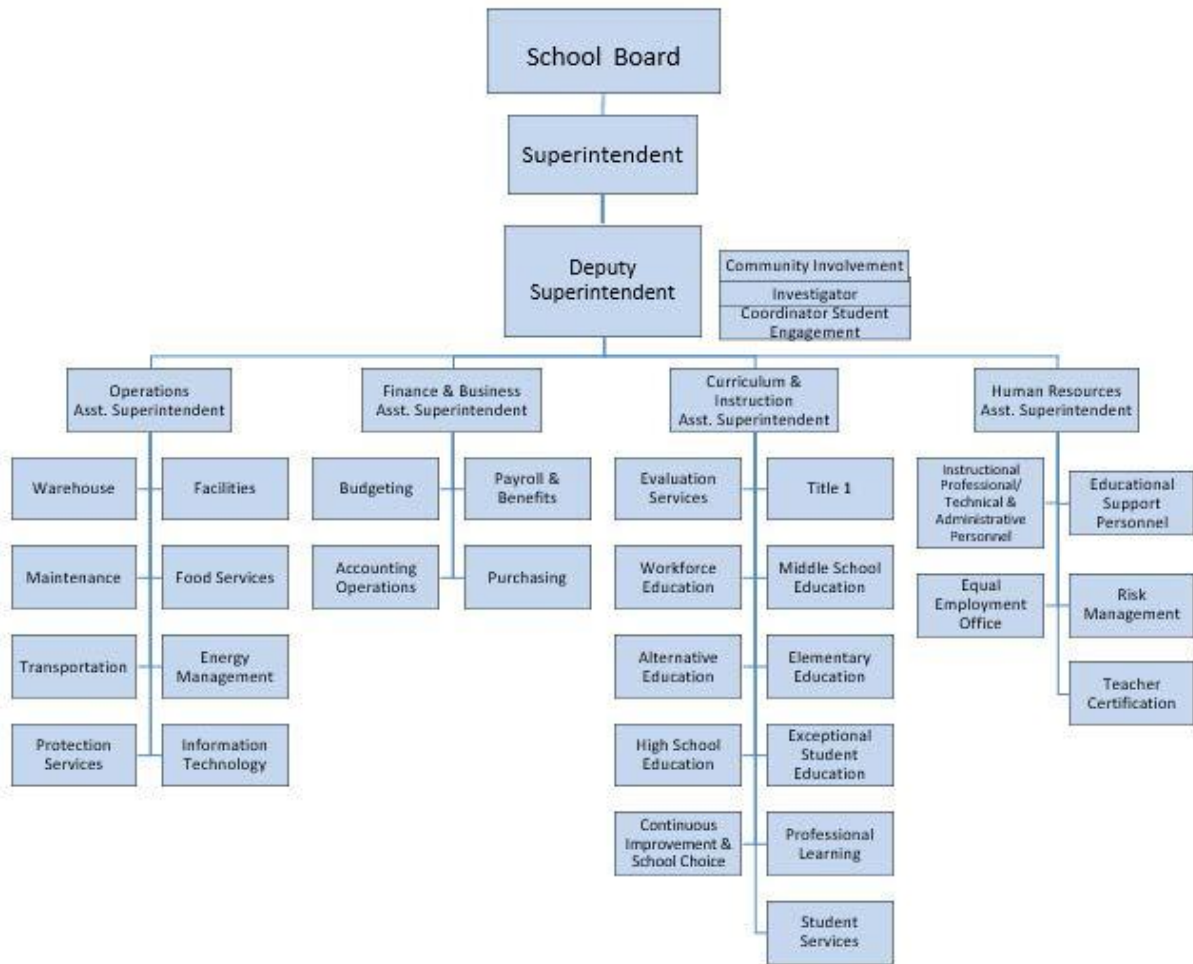 School Board
Superintendent
Deputy
Superintendent
Community Involvement
Investigator
Coordinator Student
Engagement
Operations
Asst. Superintendent
Finance & Business
Asst. Superintendent
Curriculum &
Instruction
Asst. Superintendent
Human Resources
Asst. Superintendent
Warehouse
Facilities
Maintenance
Food Services
Transportation
Energy
Management
Protection
Services
Information
Technology
Budgeting
Payroll &
Benefits
Accounting
Operations
Purchasing
Evaluation
Services
Title 1
Workforce
Education
Middle School
Education
Alternative
Education
Elementary
Education
High School
Education
Exceptional
Student
Education
Continuous
Improvement &
School Choice
Professional
Learning
Student
Services
Instructional
Professional/
Technical &
Administrative
Personnel
Educational
Support
Personnel
Equal
Employment
Office
Risk
Management
Teacher
Certification